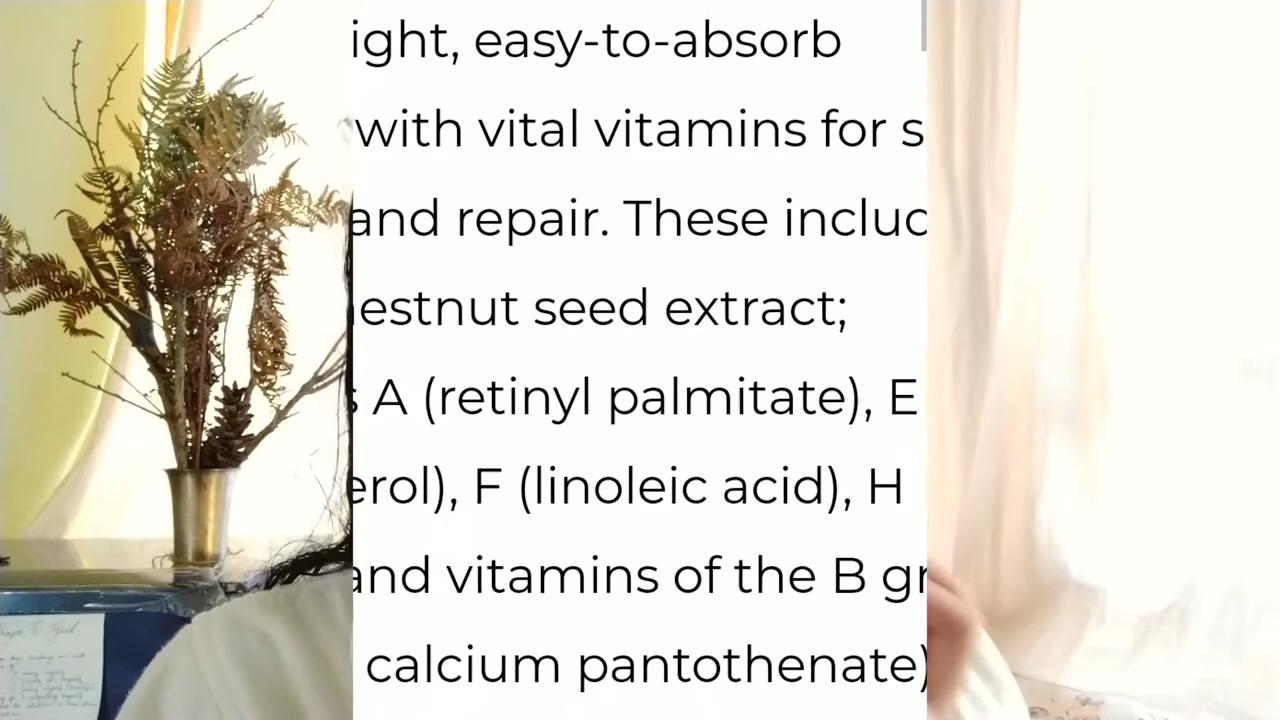 ight, easy-to-absorb
with vital vitamins for s
and repair. These includ
estnut seed extract;
s A (retinyl palmitate), E
erol), F (linoleic acid), H
and vitamins of the B gr
calcium pantothenate)